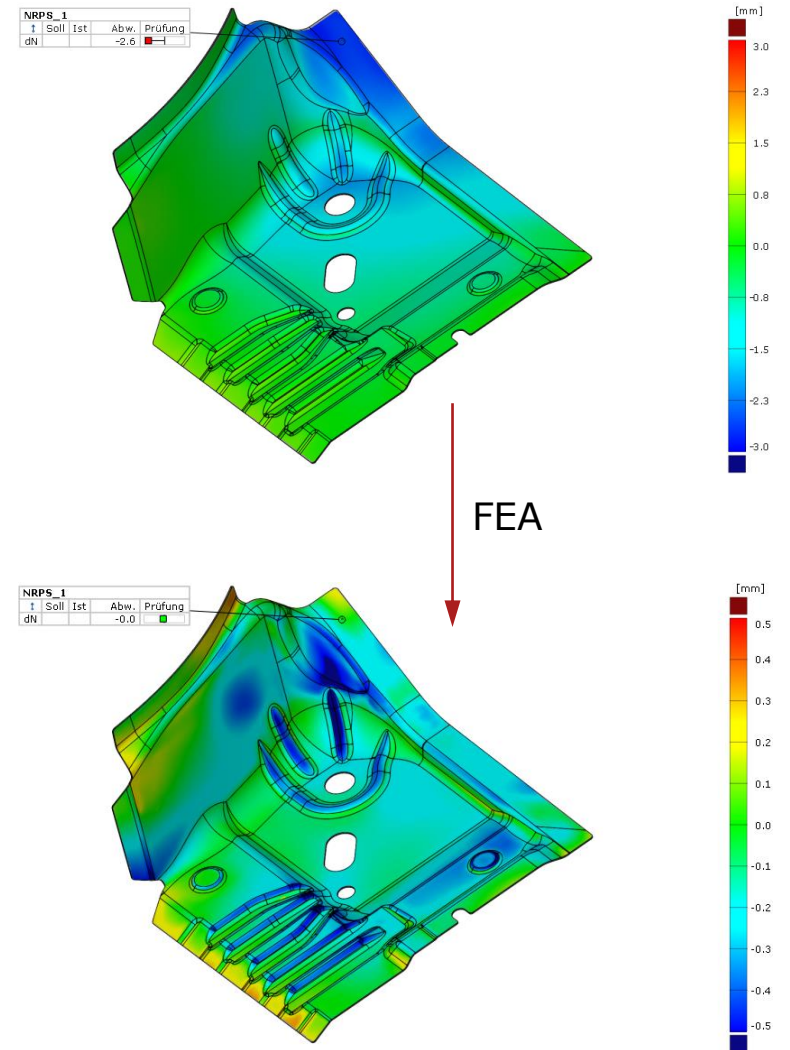 NRPS_1
↕ Soll Ist Abw. Prüfung
dN -2.6
[mm]
3.0
2.3
1.5
0.8
0.0
-0.8
-1.5
-2.3
-3.0
FEA
NRPS_1
↕ Soll Ist Abw. Prüfung
dN -0.0
[mm]
0.5
0.4
0.3
0.2
0.1
0.0
-0.1
-0.2
-0.3
-0.4
-0.5